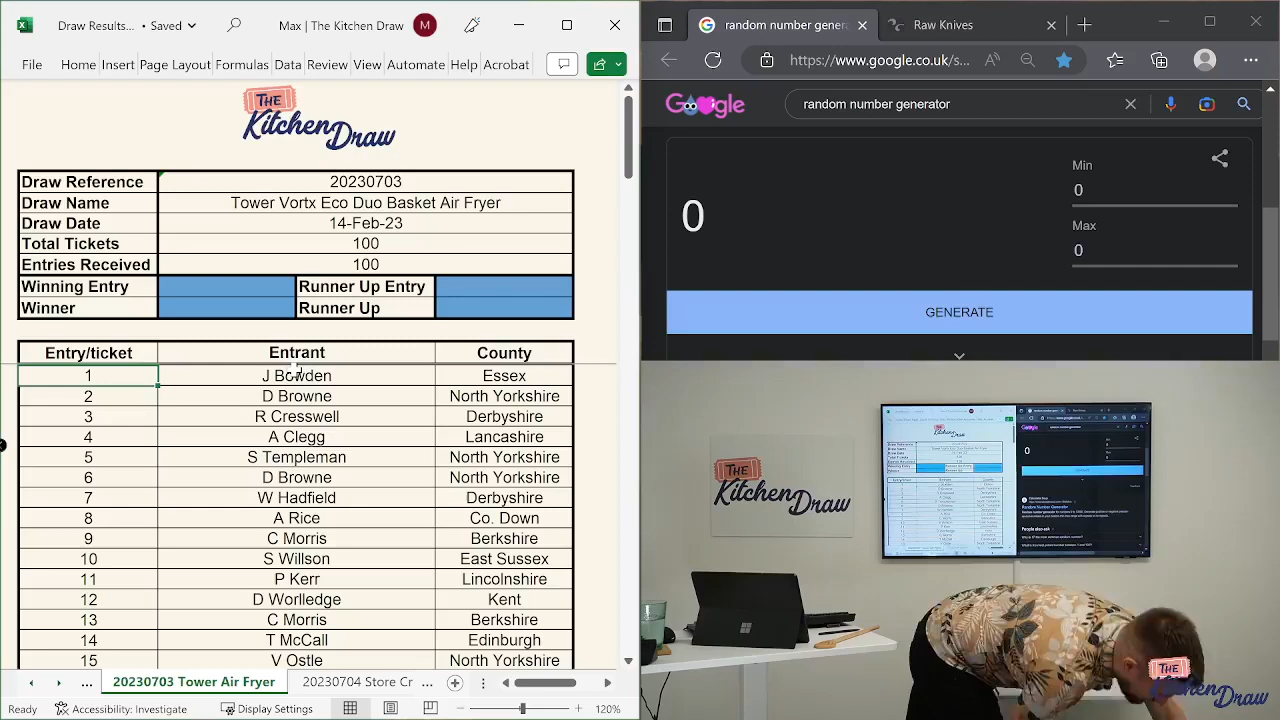 Draw Results... • Saved
Max | The Kitchen Draw
M
File Home Insert Page Layout Formulas Data Review View Automate Help Acrobat
THE
Kitchen Draw
Draw Reference 20230703
Draw Name Tower Vortx Eco Duo Basket Air Fryer
Draw Date 14-Feb-23
Total Tickets 100
Entries Received 100
Winning Entry Runner Up Entry
Winner Runner Up
Entry/ticket Entrant County
1 J Bowden Essex
2 D Browne North Yorkshire
3 R Cresswell Derbyshire
4 A Clegg Lancashire
5 S Templeman North Yorkshire
6 D Browne North Yorkshire
7 W Hadfield Derbyshire
8 A Rice Co. Down
9 C Morris Berkshire
10 S Willson East Sussex
11 P Kerr Lincolnshire
12 D Worlledge Kent
13 C Morris Berkshire
14 T McCall Edinburgh
15 V Ostle North Yorkshire
... 20230703 Tower Air Fryer 20230704 Store Cr ...
Ready Accessibility: Investigate Display Settings 120%
random number genera
Raw Knives
https://www.google.co.uk/s...
Google
random number generator
Min
0
0
Max
0
GENERATE
THE
Kitchen Draw
THE
Kitchen Draw